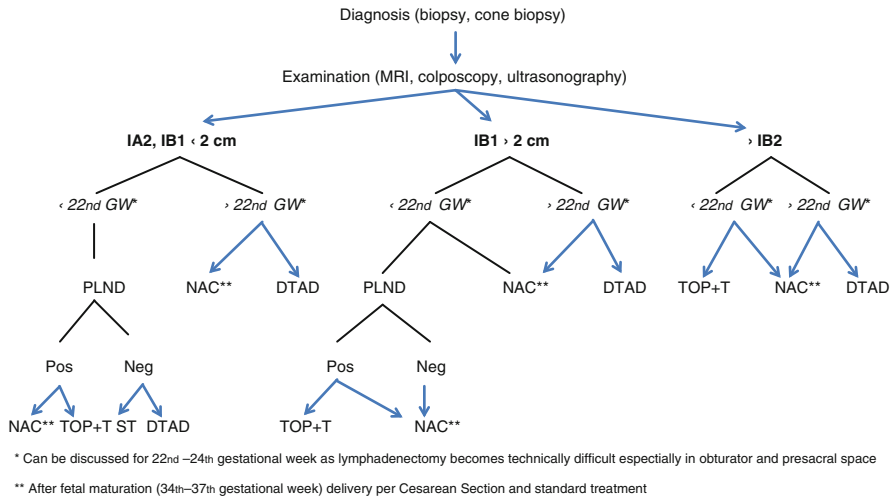 Diagnosis (biopsy, cone biopsy)
Examination (MRI, colposcopy, ultrasonography)
IA2, IB1 ‹ 2 cm IB1 › 2 cm › IB2
‹ 22nd GW* › 22nd GW* ‹ 22nd GW* › 22nd GW* ‹ 22nd GW* › 22nd GW*
PLND NAC** DTAD PLND NAC** DTAD TOP+T NAC** DTAD
Pos Neg Pos Neg
NAC** TOP+T ST DTAD TOP+T NAC**
* Can be discussed for 22nd –24th gestational week as lymphadenectomy becomes technically difficult espectially in obturator and presacral space
** After fetal maturation (34th–37th gestational week) delivery per Cesarean Section and standard treatment